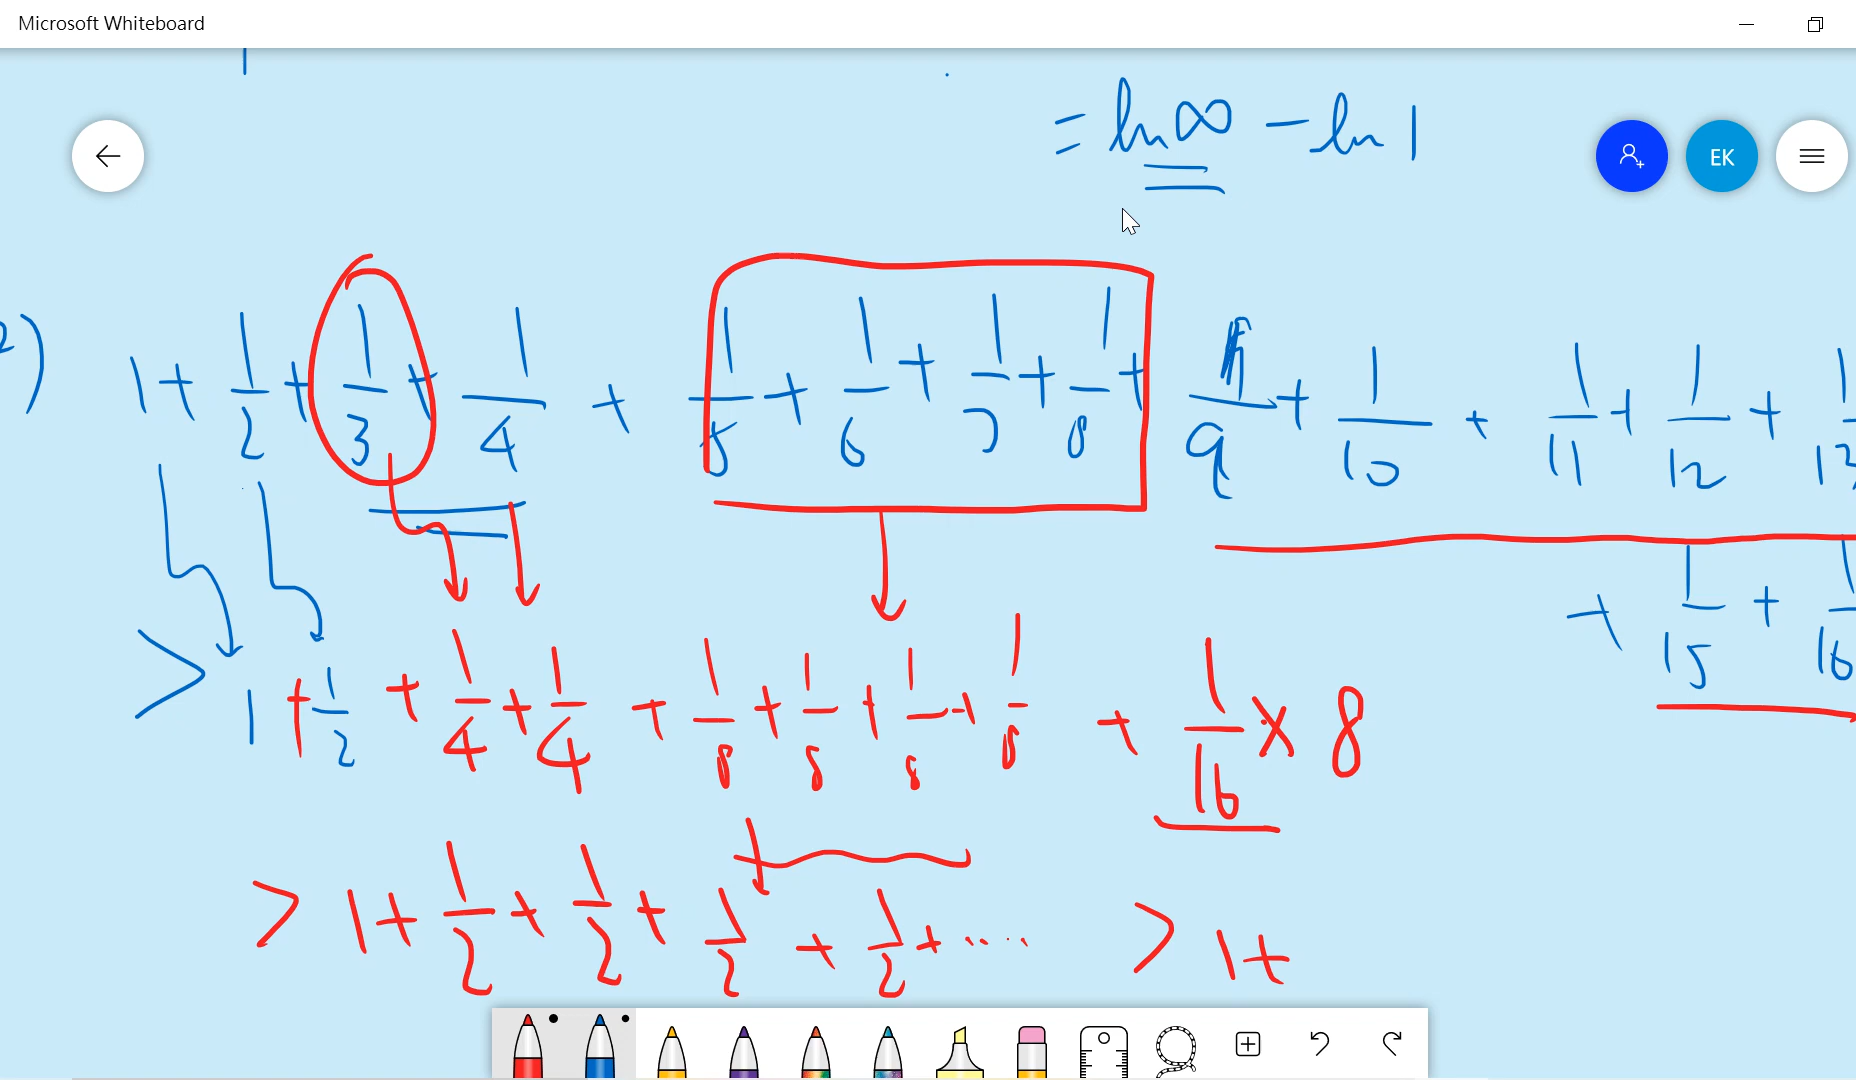 Microsoft Whiteboard
= ln ∞ - ln 1
EK
2) 1 + 1/2 + 1/3 + 1/4 + 1/5 + 1/6 + 1/7 + 1/8 + 1/9 + 1/10 + 1/11 + 1/12 + 1/13
+ 1/15 + 1/16
> 1 + 1/2 + 1/4 + 1/4 + 1/8 + 1/8 + 1/8 + 1/8 + 1/16 × 8
> 1 + 1/2 + 1/2 + 1/2 + 1/2 + ..... > 1 +